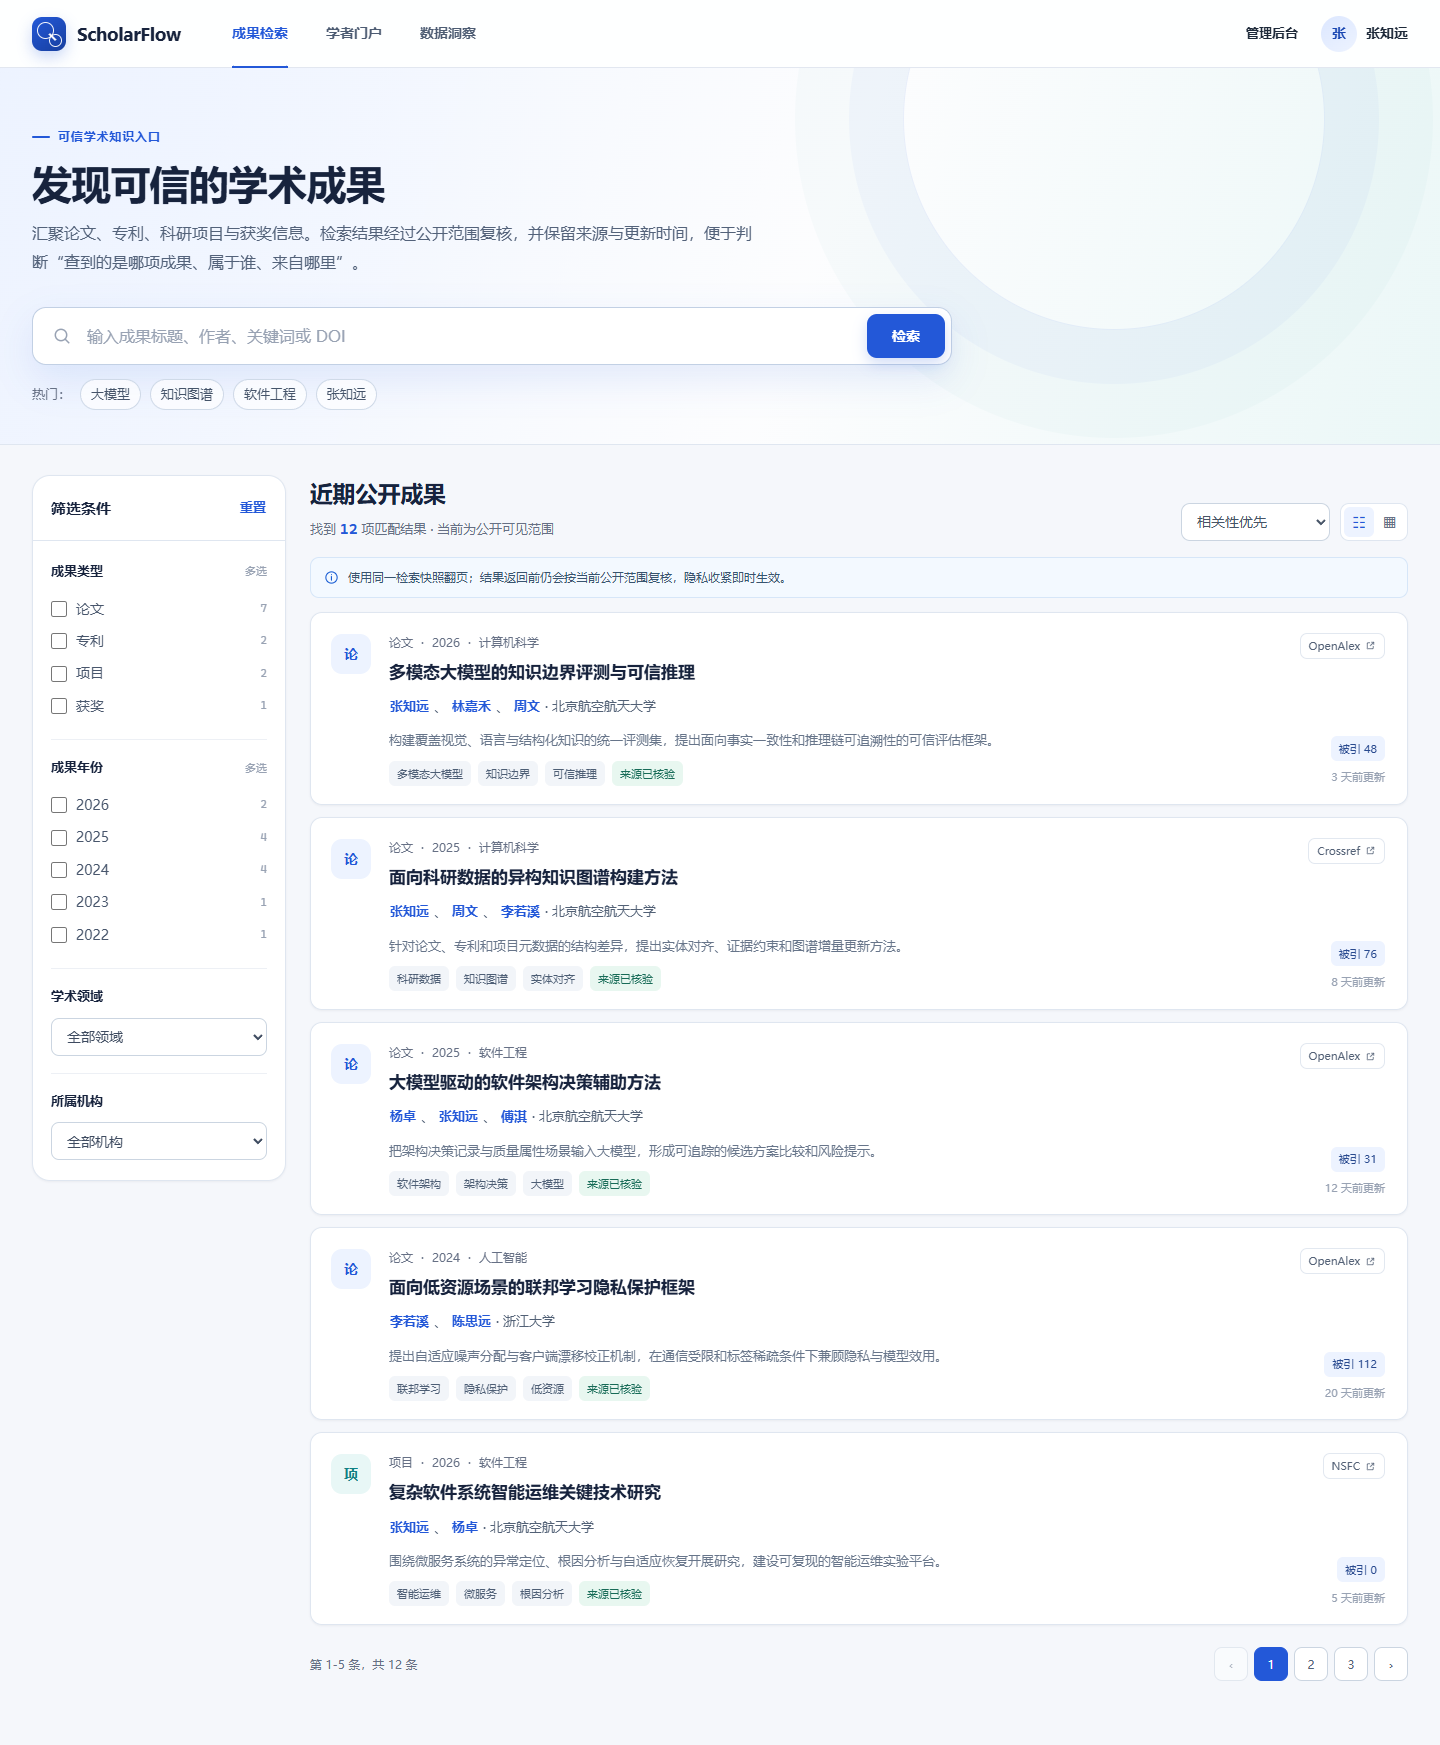 ScholarFlow
成果检索
学者门户
数据洞察
管理后台
张
张知远
可信学术知识入口
发现可信的学术成果
汇聚论文、专利、科研项目与获奖信息。检索结果经过公开范围复核，并保留来源与更新时间，便于判
断“查到的是哪项成果、属于谁、来自哪里”。
输入成果标题、作者、关键词或 DOI
检索
热门：
大模型
知识图谱
软件工程
张知远
筛选条件
重置
成果类型
多选
论文 7
专利 2
项目 2
获奖 1
成果年份
多选
2026 2
2025 4
2024 4
2023 1
2022 1
学术领域
全部领域
所属机构
全部机构
近期公开成果
找到 12 项匹配结果 · 当前为公开可见范围
相关性优先
使用同一检索快照翻页；结果返回前仍会按当前公开范围复核，隐私收紧即时生效。
论
论文 · 2026 · 计算机科学
OpenAlex
多模态大模型的知识边界评测与可信推理
张知远 、 林嘉禾 、 周文 · 北京航空航天大学
构建覆盖视觉、语言与结构化知识的统一评测集，提出面向事实一致性和推理链可追溯性的可信评估框架。
被引 48
多模态大模型 知识边界 可信推理 来源已核验
3 天前更新
论
论文 · 2025 · 计算机科学
Crossref
面向科研数据的异构知识图谱构建方法
张知远 、 周文 、 李若溪 · 北京航空航天大学
针对论文、专利和项目元数据的结构差异，提出实体对齐、证据约束和图谱增量更新方法。
被引 76
科研数据 知识图谱 实体对齐 来源已核验
8 天前更新
论
论文 · 2025 · 软件工程
OpenAlex
大模型驱动的软件架构决策辅助方法
杨卓 、 张知远 、 傅淇 · 北京航空航天大学
把架构决策记录与质量属性场景输入大模型，形成可追踪的候选方案比较和风险提示。
被引 31
软件架构 架构决策 大模型 来源已核验
12 天前更新
论
论文 · 2024 · 人工智能
OpenAlex
面向低资源场景的联邦学习隐私保护框架
李若溪 、 陈思远 · 浙江大学
提出自适应噪声分配与客户端漂移校正机制，在通信受限和标签稀疏条件下兼顾隐私与模型效用。
被引 112
联邦学习 隐私保护 低资源 来源已核验
20 天前更新
项
项目 · 2026 · 软件工程
NSFC
复杂软件系统智能运维关键技术研究
张知远 、 杨卓 · 北京航空航天大学
围绕微服务系统的异常定位、根因分析与自适应恢复开展研究，建设可复现的智能运维实验平台。
被引 0
智能运维 微服务 根因分析 来源已核验
5 天前更新
第 1-5 条，共 12 条
‹ 1 2 3 ›